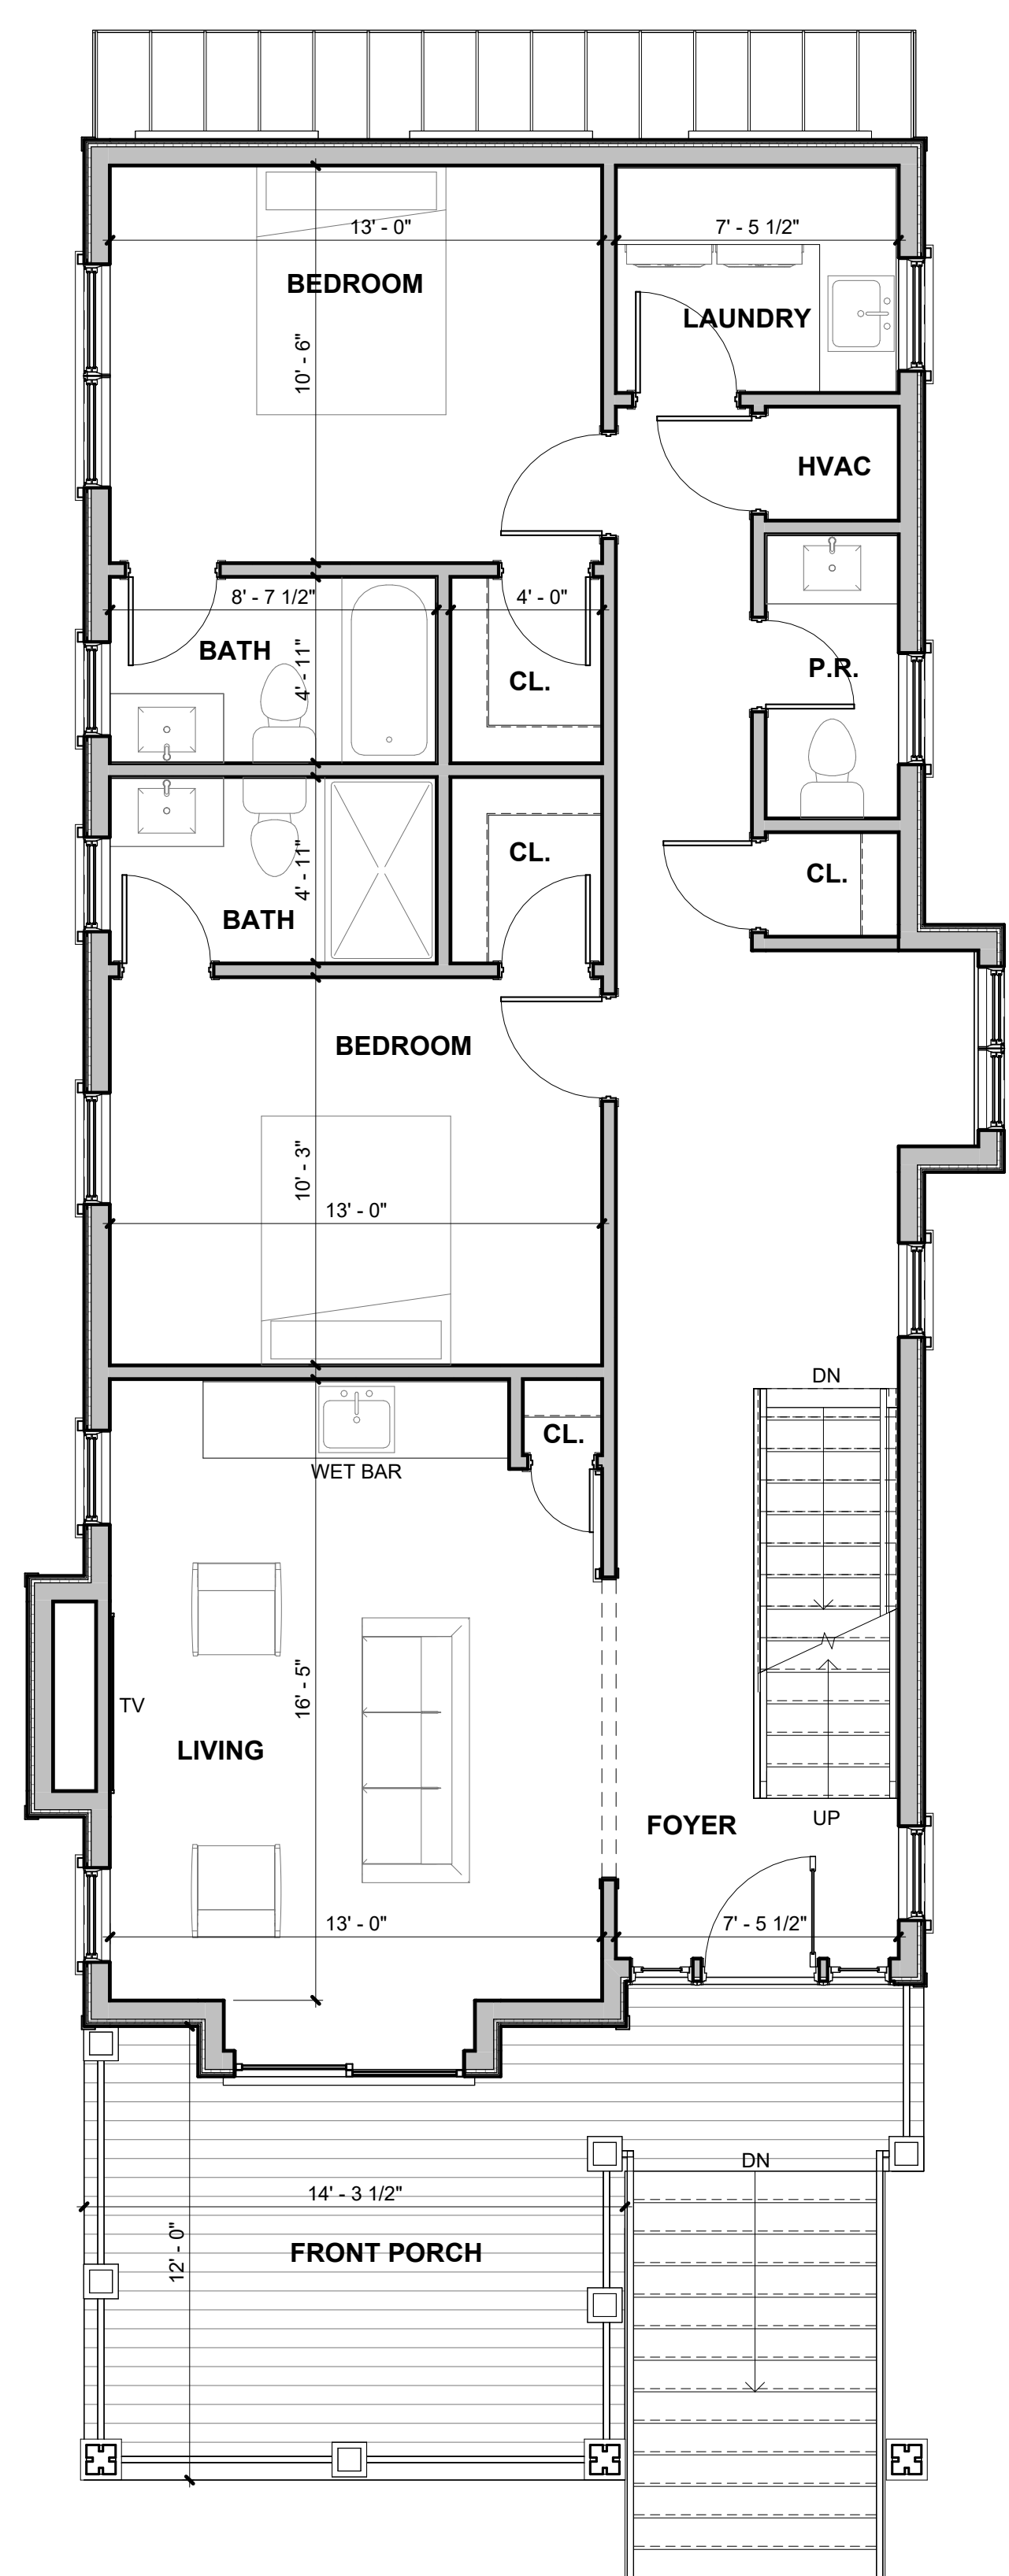 13' - 0"
7' - 5 1/2"
BEDROOM
LAUNDRY
10' - 6"
HVAC
8' - 7 1/2"
4' - 0"
BATH
4' - 11"
CL.
P.R.
CL.
4' - 11"
CL.
BATH
BEDROOM
10' - 3"
13' - 0"
DN
CL.
WET BAR
16' - 5"
TV
LIVING
FOYER
UP
13' - 0"
7' - 5 1/2"
DN
14' - 3 1/2"
12' - 0"
FRONT PORCH